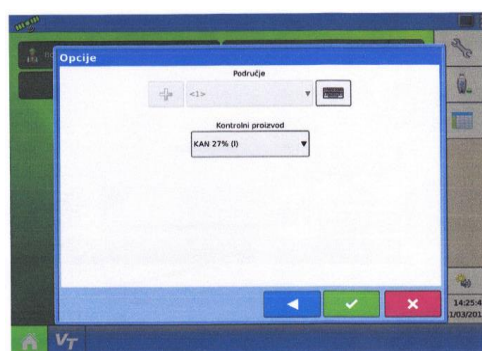 Opcije
Područje
<1>
Kontrolni proizvod
KAN 27% (l)
14:25:4
1/03/201
VT